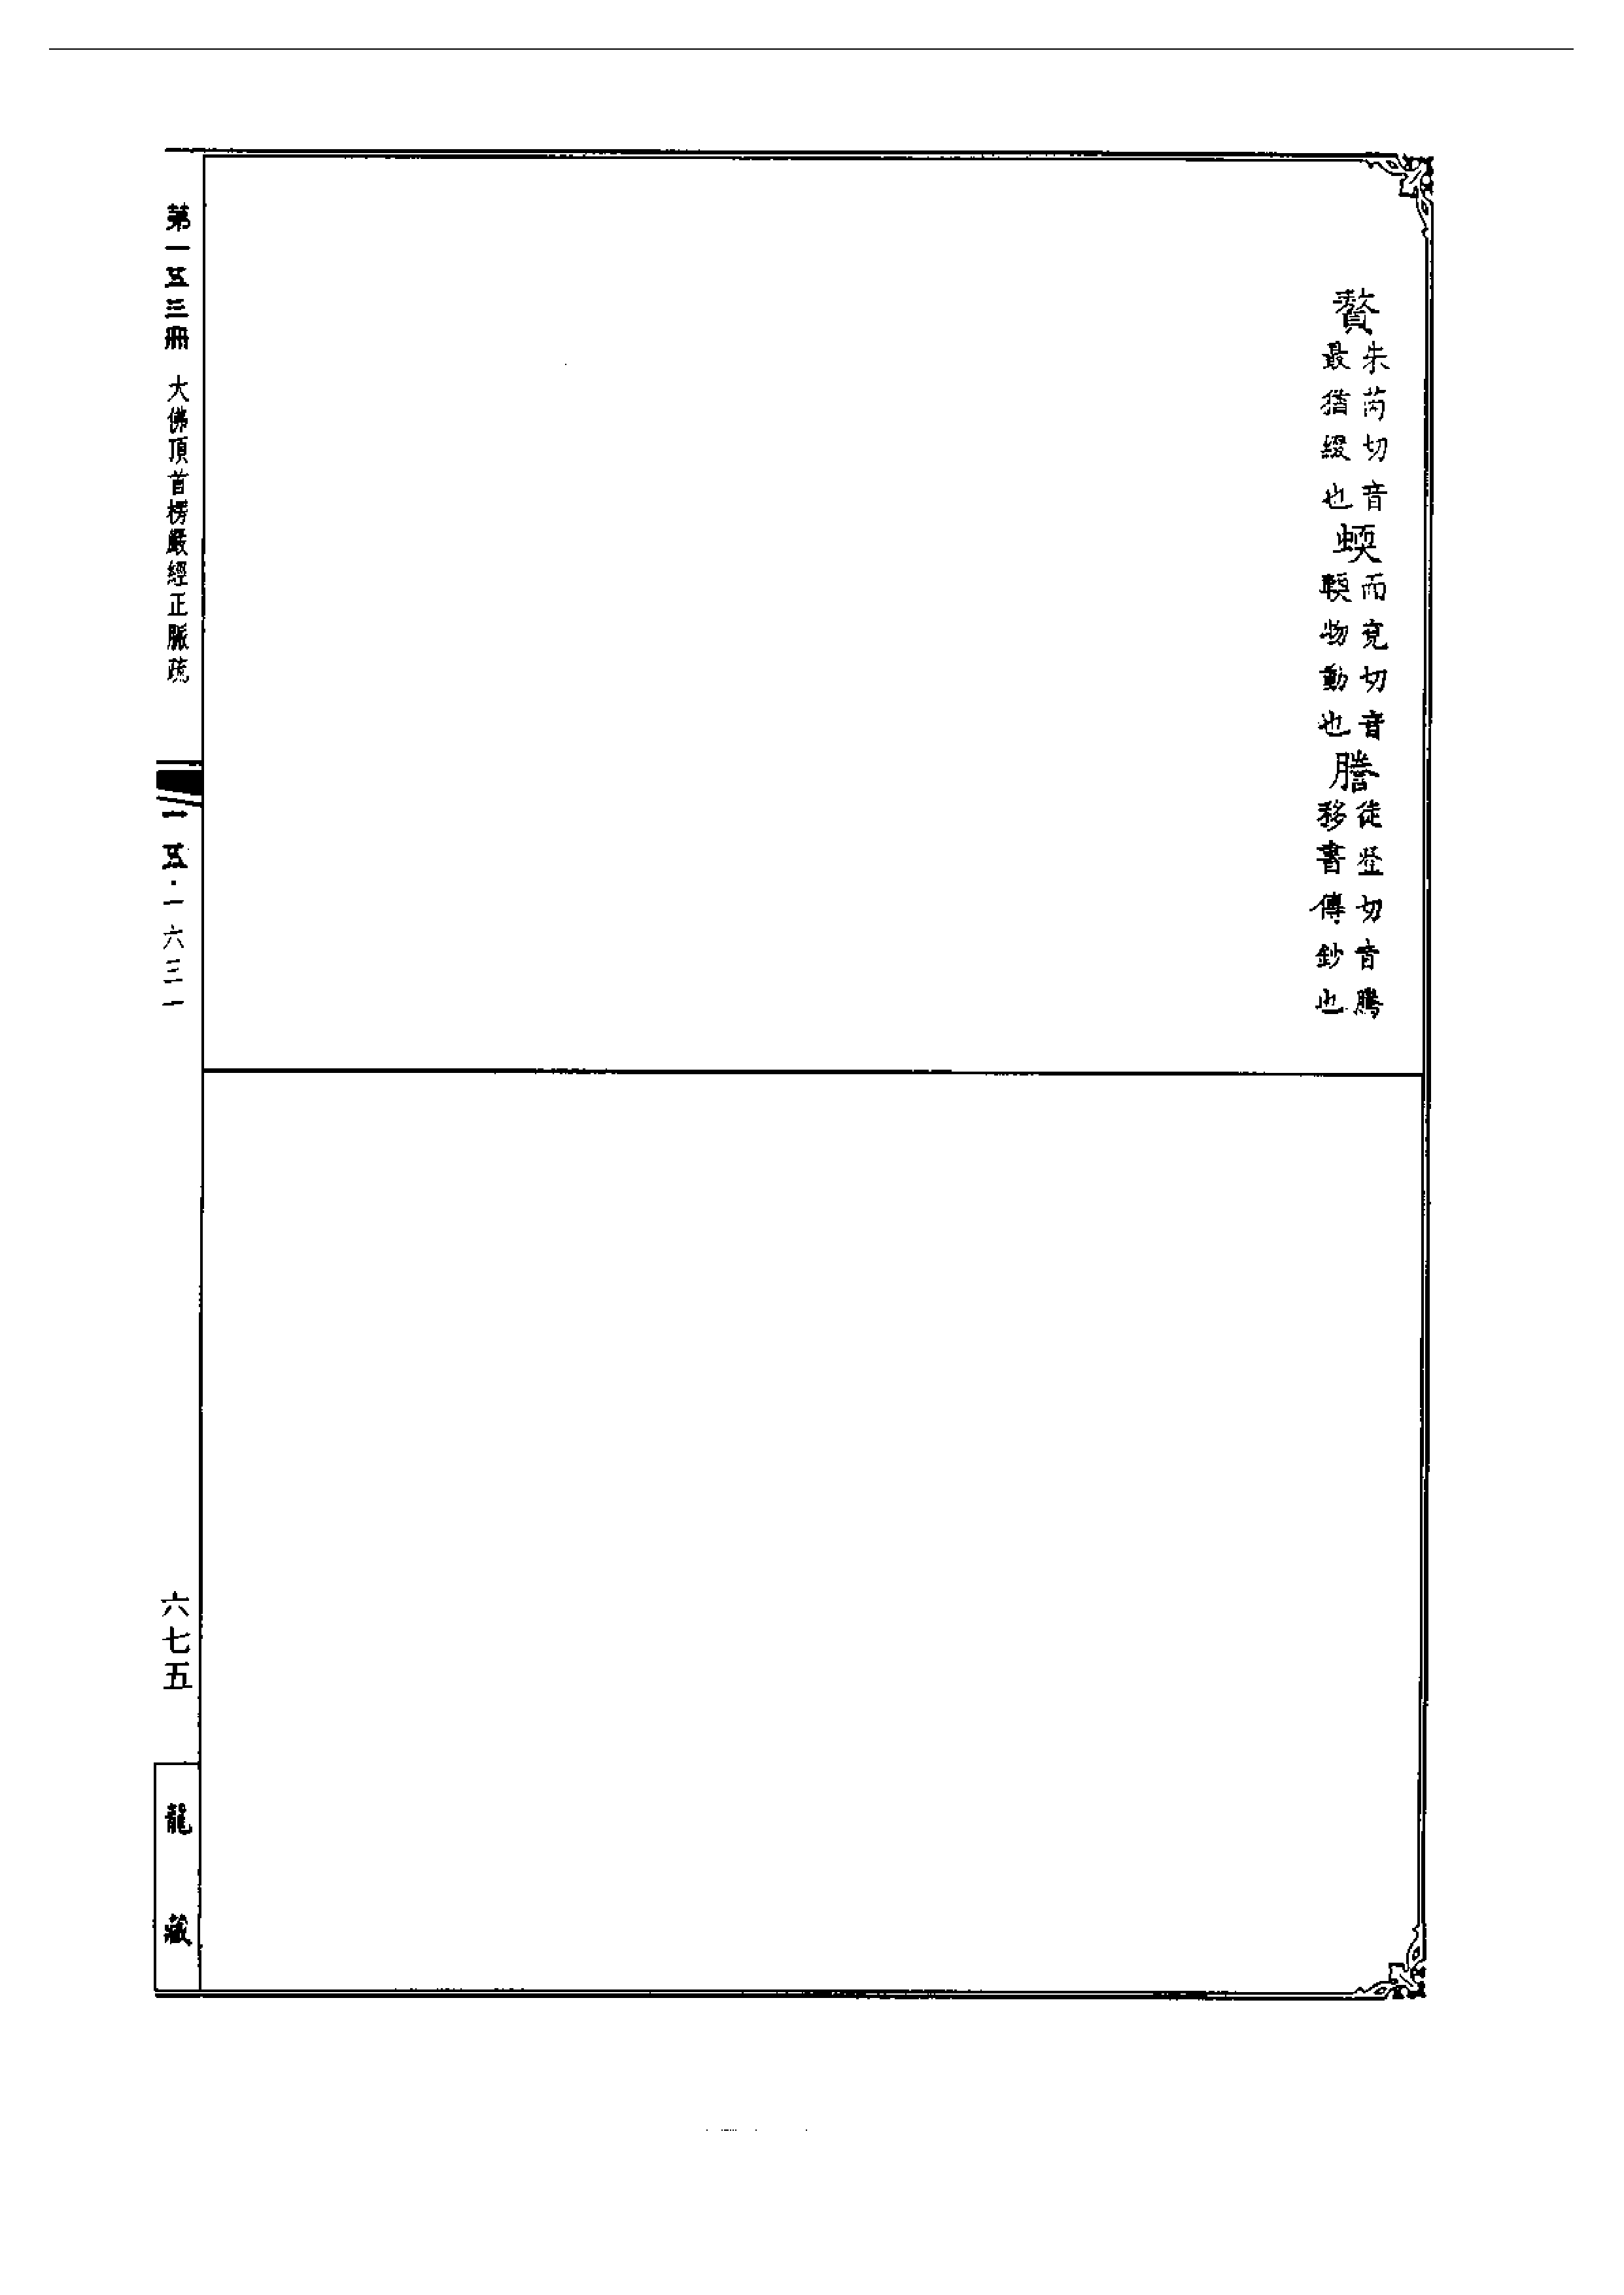 贅朱芮切音最猶綴也蝡而兗切音輭物動也謄徒登切音騰移書傳鈔也
第一五三冊 大佛頂首楞嚴經正脈疏
一五·一六三一
六七五
龍藏